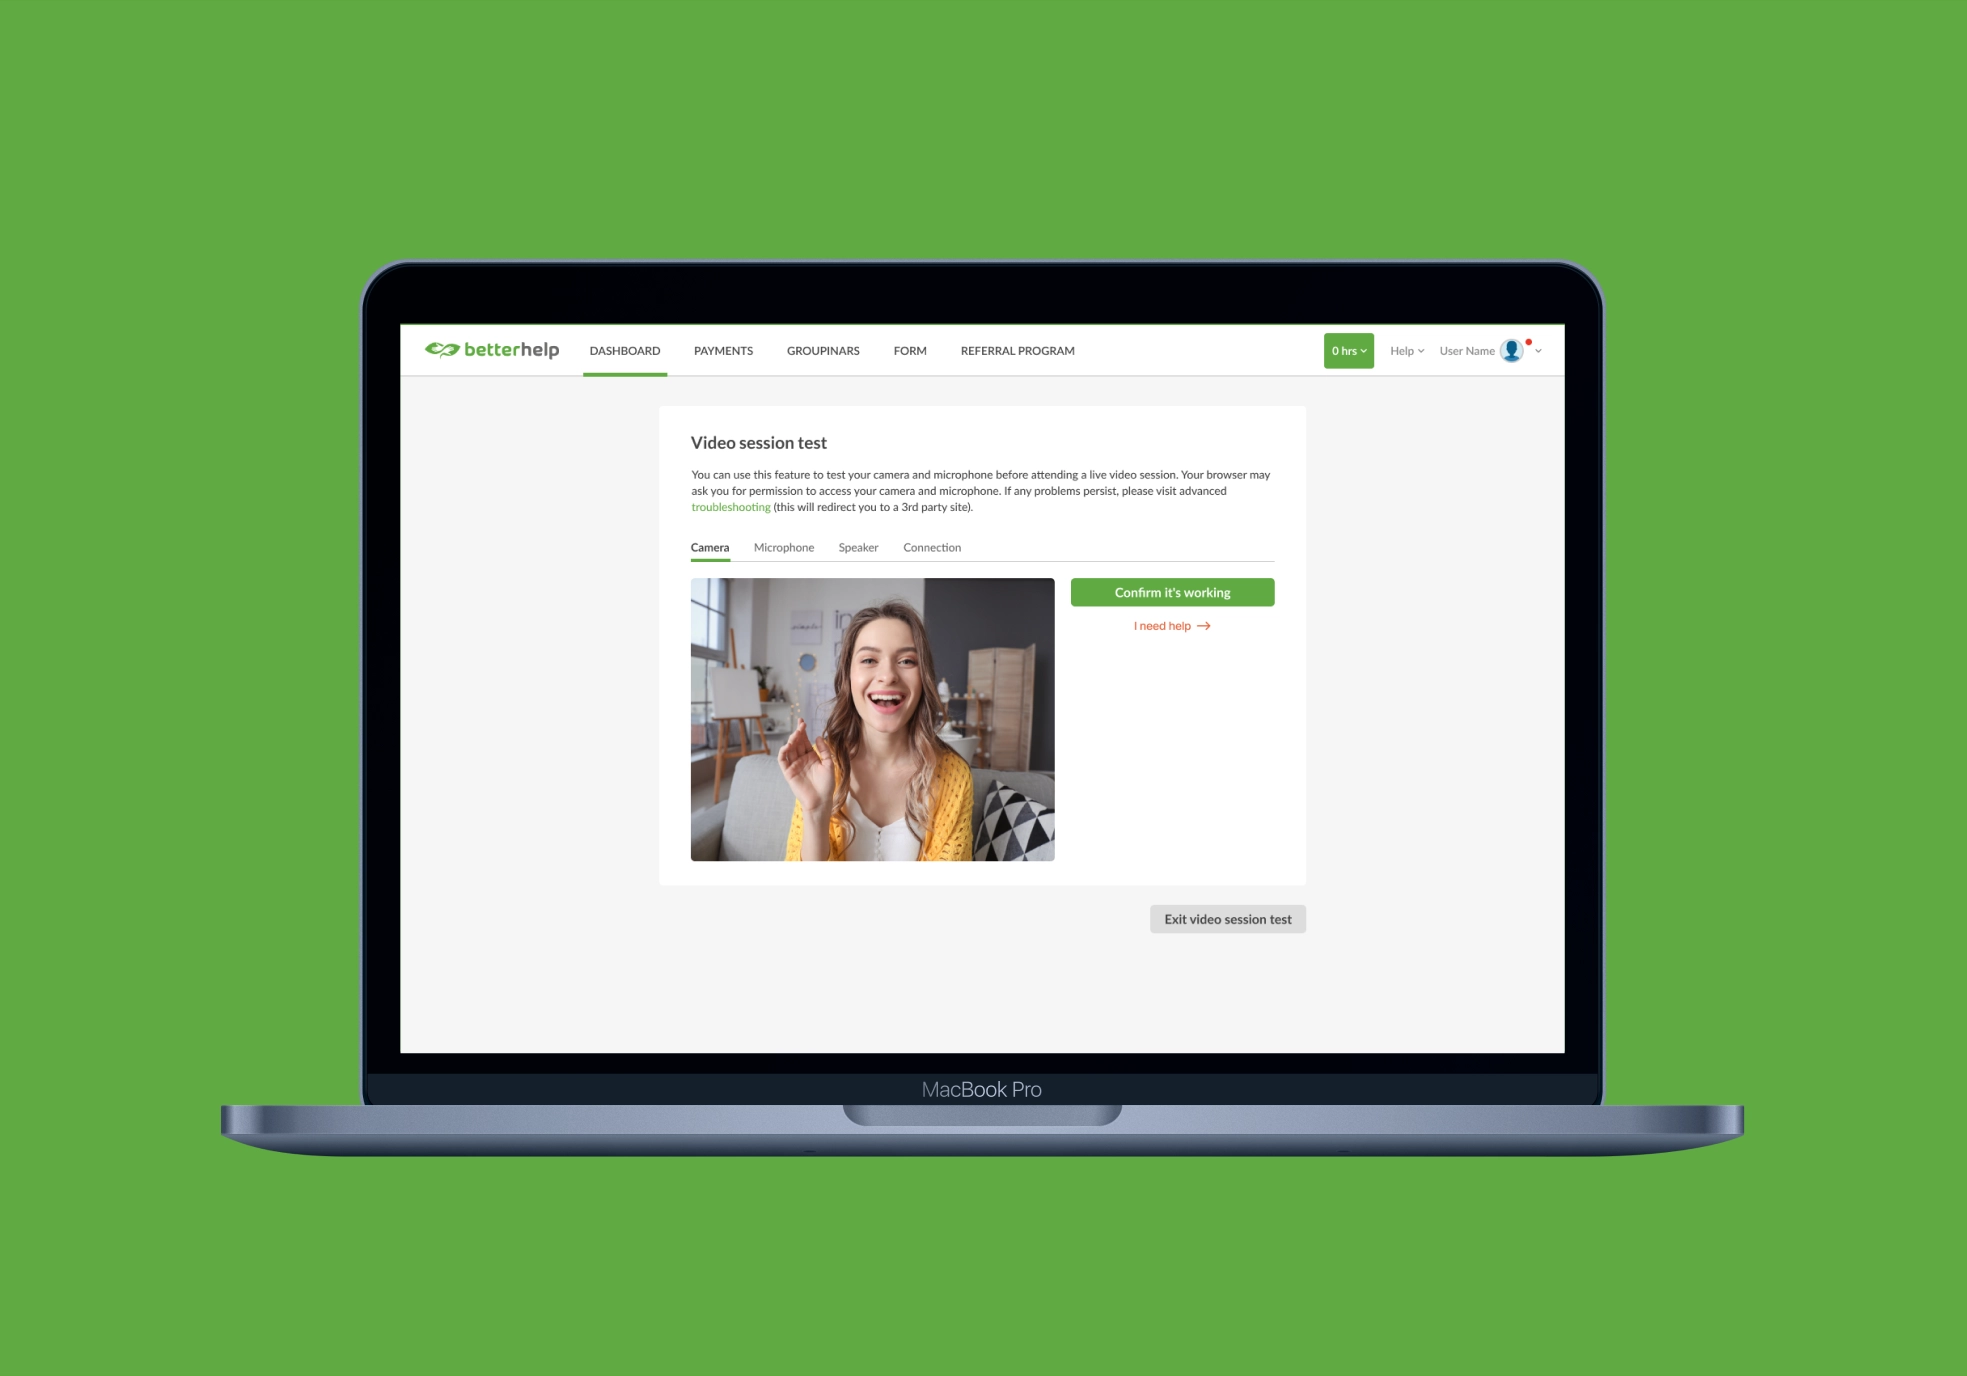 betterhelp
DASHBOARD
PAYMENTS
GROUPINARS
FORM
REFERRAL PROGRAM
0 hrs
Help
User Name
Video session test
You can use this feature to test your camera and microphone before attending a live video session. Your browser may
ask you for permission to access your camera and microphone. If any problems persist, please visit advanced
troubleshooting (this will redirect you to a 3rd party site).
Camera
Microphone
Speaker
Connection
simple
Confirm it's working
I need help
Exit video session test
MacBook Pro